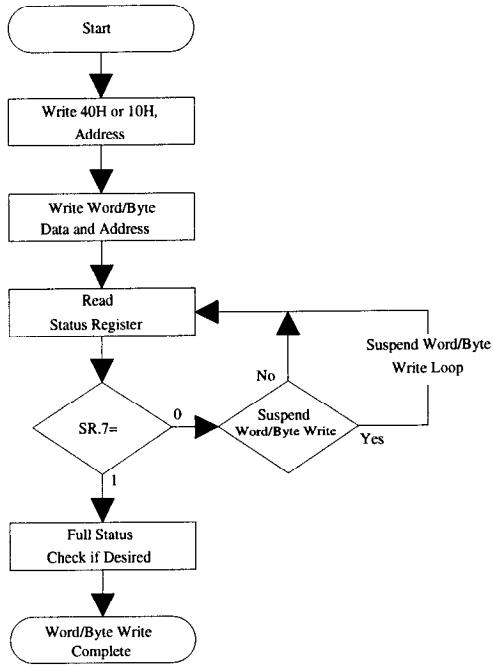 Start
Write 40H or 10H,
Address
Write Word/Byte
Data and Address
Read
Status Register
Suspend Word/Byte
Write Loop
No
SR.7=
0
Suspend
Word/Byte Write
Yes
1
Full Status
Check if Desired
Word/Byte Write
Complete